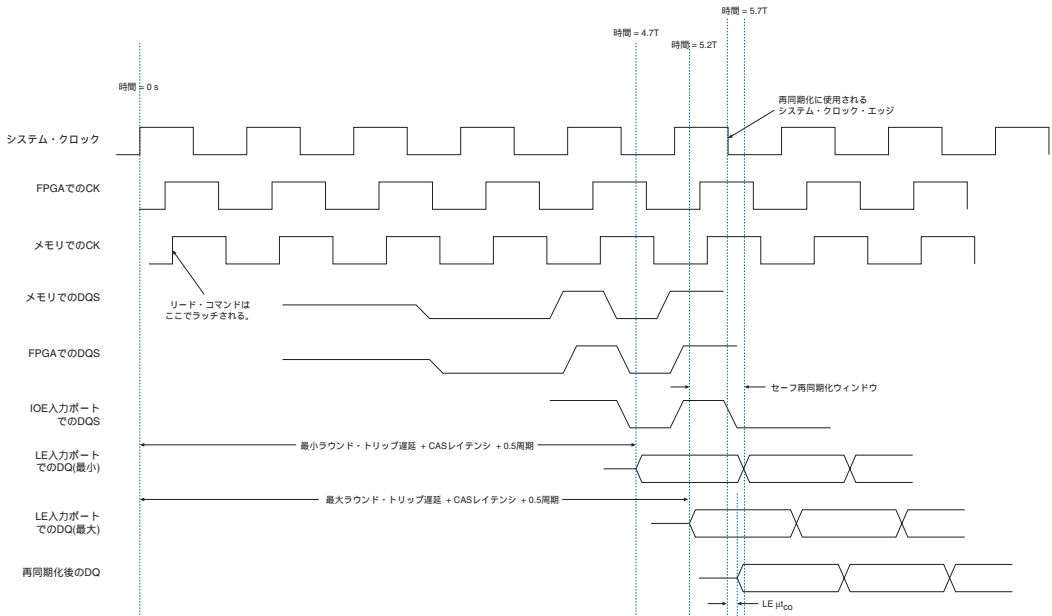 時間 = 5.7T
時間 = 4.7T
時間= 5.2T
時間 = 0 s
再同期化に使用される
システム・クロック・エッジ
システム・クロック
FPGAでのCK
メモリでのCK
リード・コマンドは
ここでラッチされる。
メモリでのDQS
FPGAでのDQS
セーフ再同期化ウィンドウ
IOE入力ポート
でのDQS
最小ラウンド・トリップ遅延 + CASレイテンシ + 0.5周期
LE入力ポート
でのDQ(最小)
最大ラウンド・トリップ遅延 + CASレイテンシ + 0.5周期
LE入力ポート
でのDQ(最大)
再同期化後のDQ
LE µtco